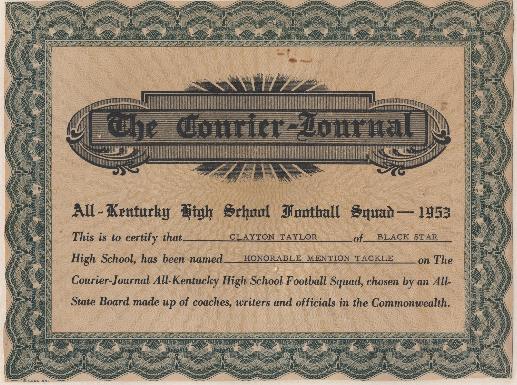 The Courier-Journal
All-Kentucky High School Football Squad — 1953
This is to certify that CLAYTON TAYLOR of BLACK STAR
High School, has been named HONORABLE MENTION TACKLE on The
Courier-Journal All-Kentucky High School Football Squad, chosen by an All-
State Board made up of coaches, writers and officials in the Commonwealth.